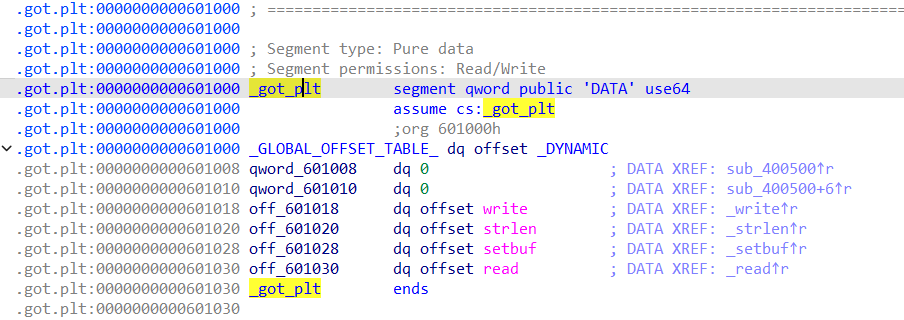 .got.plt:0000000000601000 ; ===========================================================================
.got.plt:0000000000601000
.got.plt:0000000000601000 ; Segment type: Pure data
.got.plt:0000000000601000 ; Segment permissions: Read/Write
.got.plt:0000000000601000 _got_plt segment qword public 'DATA' use64
.got.plt:0000000000601000 assume cs:_got_plt
.got.plt:0000000000601000 ;org 601000h
.got.plt:0000000000601000 _GLOBAL_OFFSET_TABLE_ dq offset _DYNAMIC
.got.plt:0000000000601008 qword_601008 dq 0 ; DATA XREF: sub_400500↑r
.got.plt:0000000000601010 qword_601010 dq 0 ; DATA XREF: sub_400500+6↑r
.got.plt:0000000000601018 off_601018 dq offset write ; DATA XREF: _write↑r
.got.plt:0000000000601020 off_601020 dq offset strlen ; DATA XREF: _strlen↑r
.got.plt:0000000000601028 off_601028 dq offset setbuf ; DATA XREF: _setbuf↑r
.got.plt:0000000000601030 off_601030 dq offset read ; DATA XREF: _read↑r
.got.plt:0000000000601030 _got_plt ends
.got.plt:0000000000601030